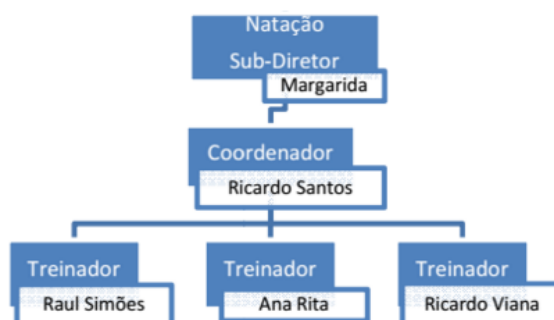 Natação
Sub-Diretor
Margarida
Coordenador
Ricardo Santos
Treinador
Raul Simões
Treinador
Ana Rita
Treinador
Ricardo Viana